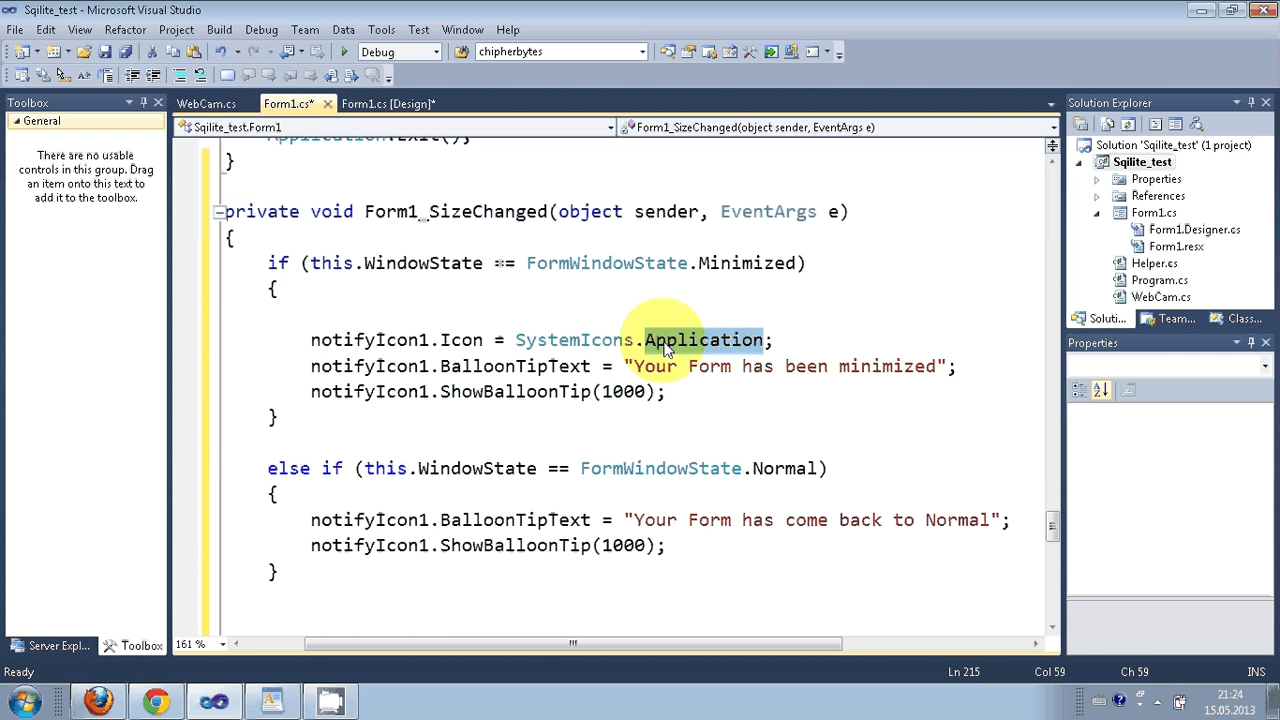 Sqilite_test - Microsoft Visual Studio
File Edit View Refactor Project Build Debug Team Data Tools Test Window Help
Debug chipherbytes
Toolbox
General
There are no usable
controls in this group. Drag
an item onto this text to
add it to the toolbox.
Server Expl... Toolbox
WebCam.cs Form1.cs* Form1.cs [Design]*
Sqilite_test.Form1 Form1_SizeChanged(object sender, EventArgs e)
Application.Exit();
}
private void Form1_SizeChanged(object sender, EventArgs e)
{
if (this.WindowState == FormWindowState.Minimized)
{
notifyIcon1.Icon = SystemIcons.Application;
notifyIcon1.BalloonTipText = "Your Form has been minimized";
notifyIcon1.ShowBalloonTip(1000);
}
else if (this.WindowState == FormWindowState.Normal)
{
notifyIcon1.BalloonTipText = "Your Form has come back to Normal";
notifyIcon1.ShowBalloonTip(1000);
}
161 %
Solution Explorer
Solution 'Sqilite_test' (1 project)
Sqilite_test
Properties
References
Form1.cs
Form1.Designer.cs
Form1.resx
Helper.cs
Program.cs
WebCam.cs
Soluti... Team... Class...
Properties
Ready Ln 215 Col 59 Ch 59 INS
21:24
15.05.2013